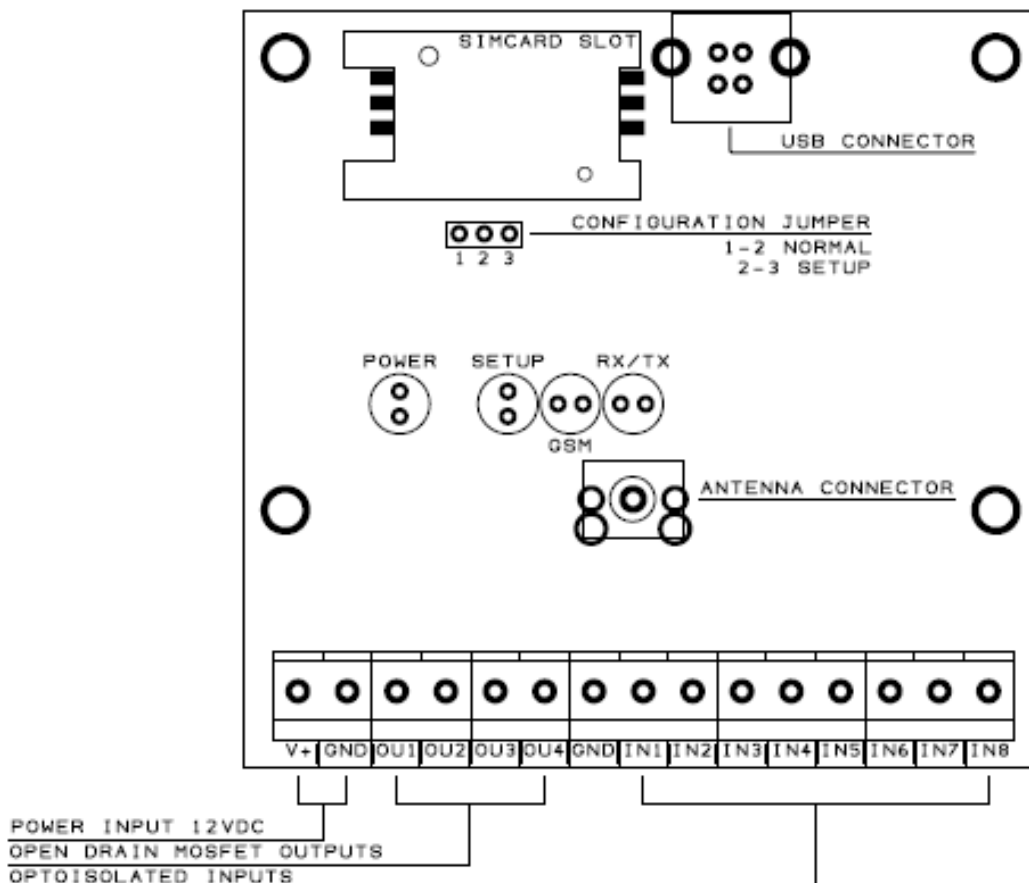 SIMCARD SLOT
USB CONNECTOR
CONFIGURATION JUMPER
1-2 NORMAL
2-3 SETUP
1 2 3
POWER SETUP RX/TX
GSM
ANTENNA CONNECTOR
V+ GND OU1 OU2 OU3 OU4 GND IN1 IN2 IN3 IN4 IN5 IN6 IN7 IN8
POWER INPUT 12VDC
OPEN DRAIN MOSFET OUTPUTS
OPTOISOLATED INPUTS